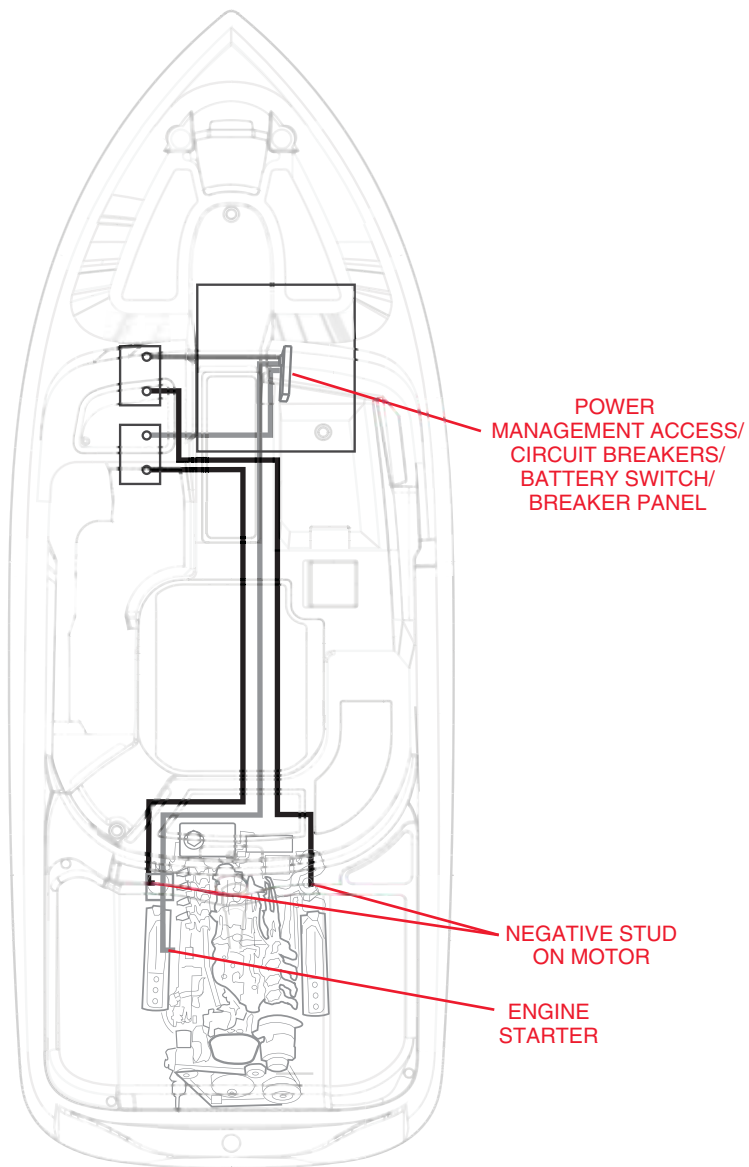 POWER
MANAGEMENT ACCESS/
CIRCUIT BREAKERS/
BATTERY SWITCH/
BREAKER PANEL
NEGATIVE STUD
ON MOTOR
ENGINE
STARTER